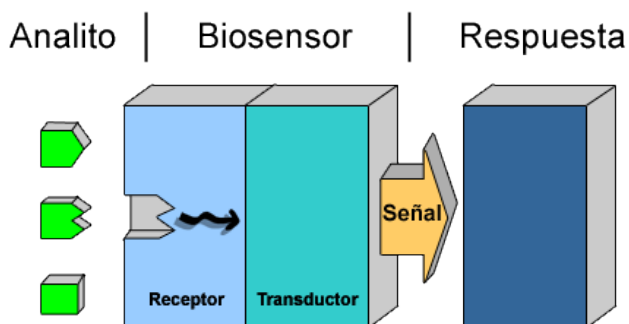 Analito | Biosensor | Respuesta
Señal
Receptor Transductor